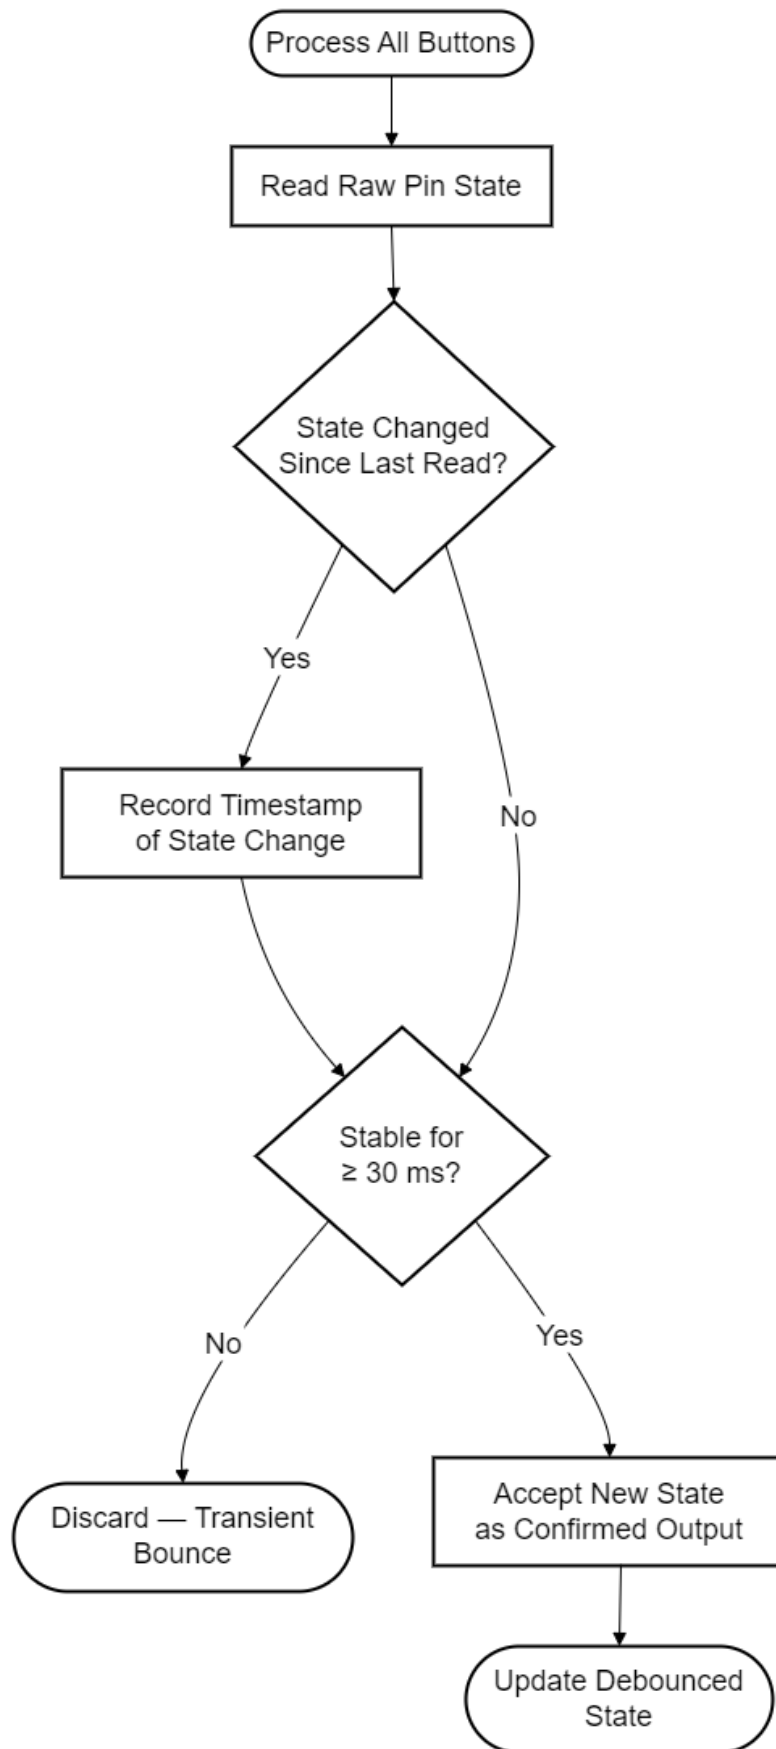 Process All Buttons
Read Raw Pin State
State Changed
Since Last Read?
Yes
No
Record Timestamp
of State Change
Stable for
≥ 30 ms?
No
Yes
Discard — Transient
Bounce
Accept New State
as Confirmed Output
Update Debounced
State